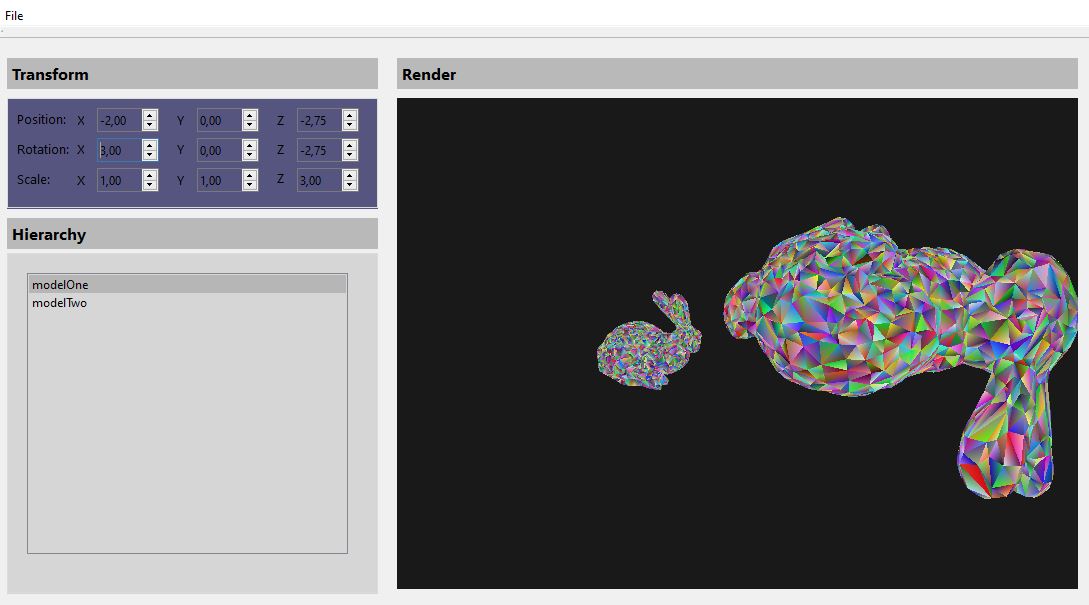 File
Transform
Position: X -2,00 Y 0,00 Z -2,75
Rotation: X 3,00 Y 0,00 Z -2,75
Scale: X 1,00 Y 1,00 Z 3,00
Hierarchy
modelOne
modelTwo
Render